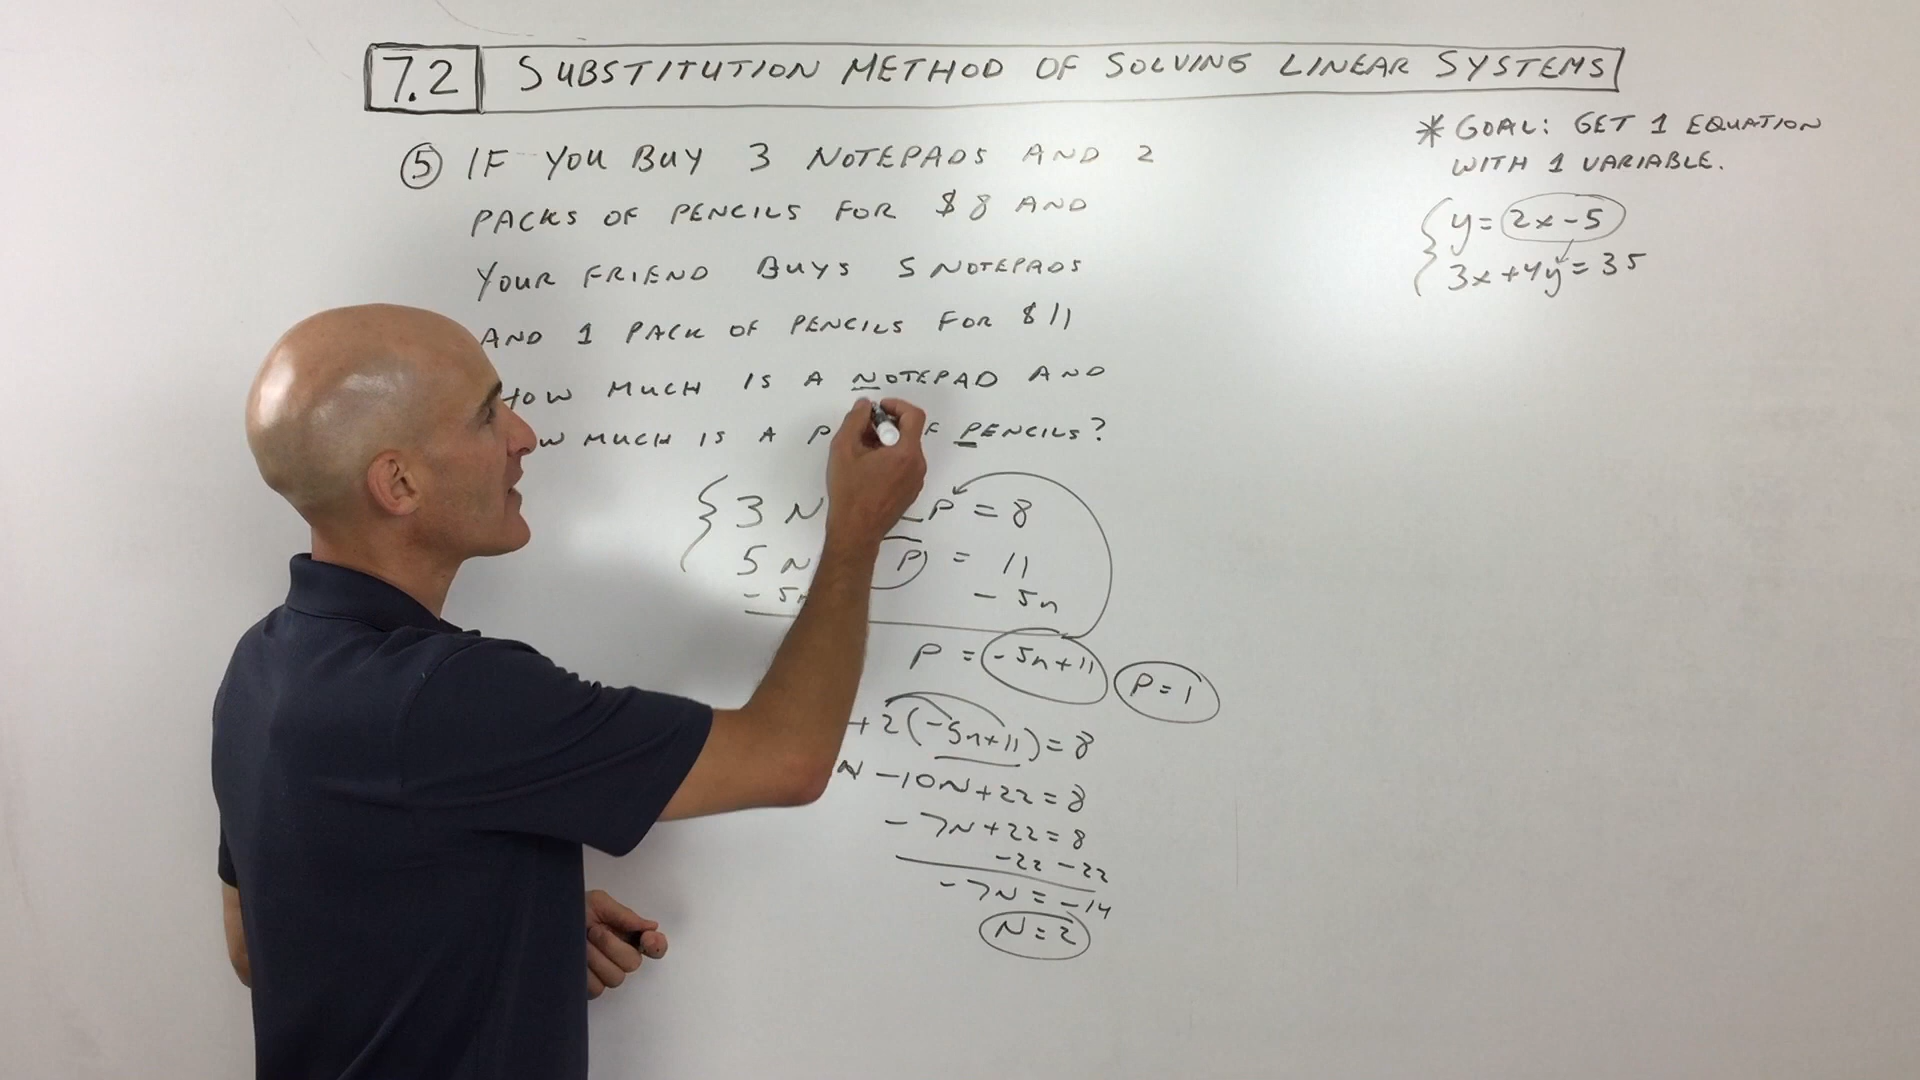 7.2 SUBSTITUTION METHOD OF SOLVING LINEAR SYSTEMS
* GOAL: GET 1 EQUATION
WITH 1 VARIABLE.
y = 2x - 5
3x + 4y = 35
⑤ IF YOU BUY 3 NOTEPADS AND 2
PACKS OF PENCILS FOR $8 AND
YOUR FRIEND BUYS 5 NOTEPADS
AND 1 PACK OF PENCILS FOR $11
HOW MUCH IS A NOTEPAD AND
MUCH IS A PENCILS?
3N P = 8
5N P = 11
- 5n - 5n
P = -5n+11
P = 1
+ 2(-5n+11) = 8
N - 10N + 22 = 8
- 7N + 22 = 8
-22 -22
- 7N = -14
N = 2